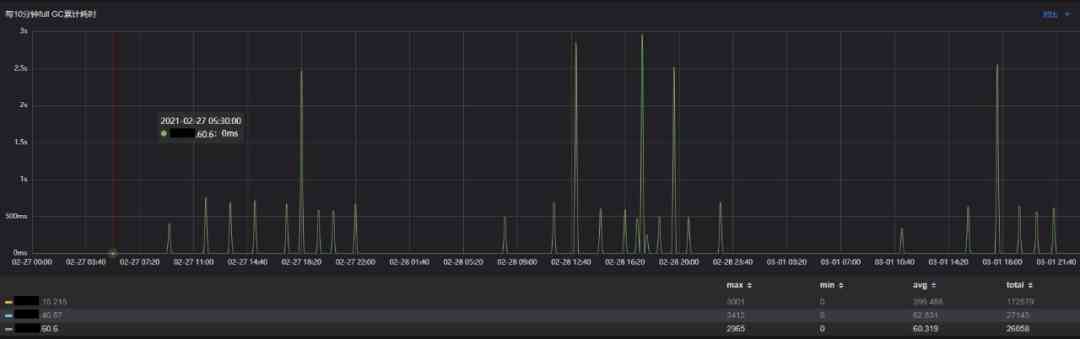 每10分钟full GC累计耗时
对比
3s
2.5s
2s
1.5s
1s
500ms
0ms
2021-02-27 05:30:00
.60.6: 0ms
02-27 00:00 02-27 03:40 02-27 07:20 02-27 11:00 02-27 14:40 02-27 18:20 02-27 22:00 02-28 01:40 02-28 05:20 02-28 09:00 02-28 12:40 02-28 16:20 02-28 20:00 02-28 23:40 03-01 03:20 03-01 07:00 03-01 10:40 03-01 14:20 03-01 18:00 03-01 21:40
max min avg total
.16.215 3001 0 399.488 172579
.40.87 3412 0 62.831 27143
.60.6 2965 0 60.319 26058